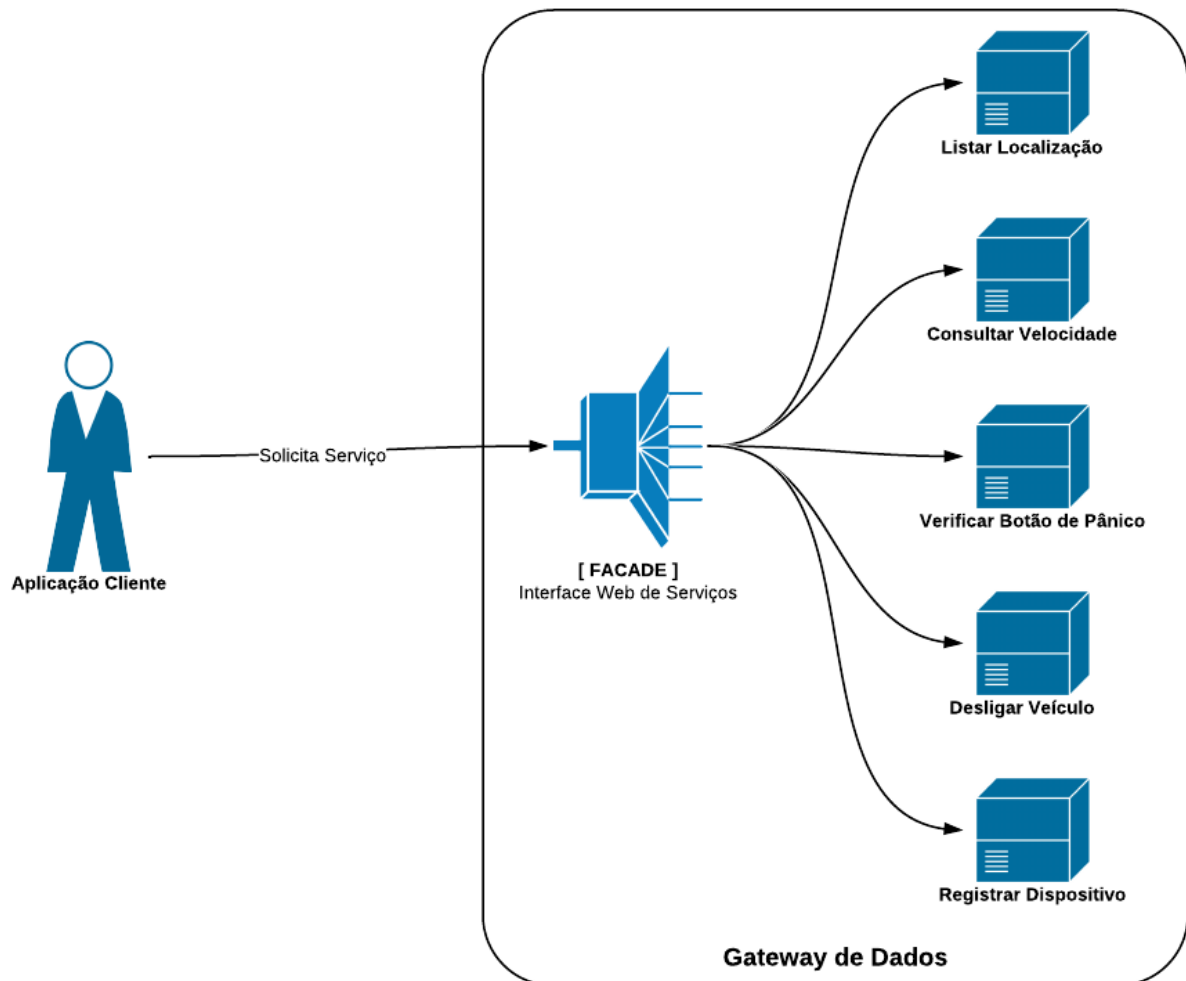 Listar Localização
Consultar Velocidade
Solicita Serviço
Verificar Botão de Pânico
Aplicação Cliente
[ FACADE ]
Interface Web de Serviços
Desligar Veículo
Registrar Dispositivo
Gateway de Dados